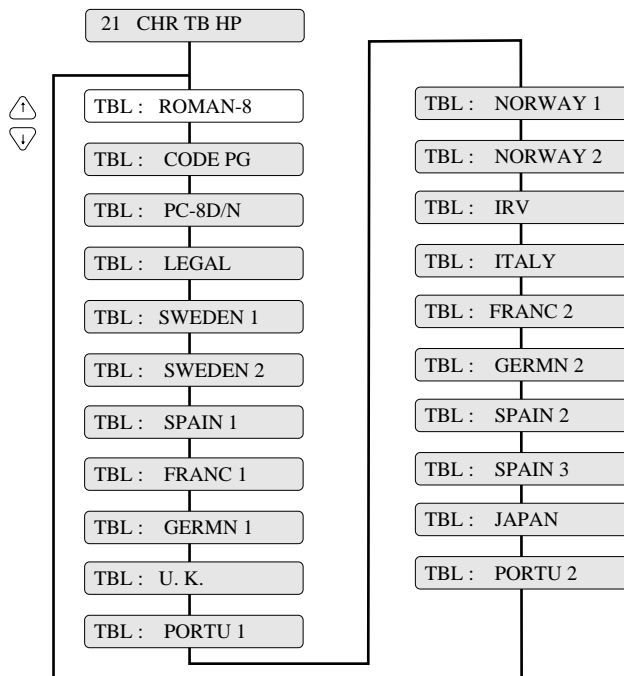 21 CHR TB HP
TBL : ROMAN-8
TBL : CODE PG
TBL : PC-8D/N
TBL : LEGAL
TBL : SWEDEN 1
TBL : SWEDEN 2
TBL : SPAIN 1
TBL : FRANC 1
TBL : GERMN 1
TBL : U. K.
TBL : PORTU 1
TBL : NORWAY 1
TBL : NORWAY 2
TBL : IRV
TBL : ITALY
TBL : FRANC 2
TBL : GERMN 2
TBL : SPAIN 2
TBL : SPAIN 3
TBL : JAPAN
TBL : PORTU 2